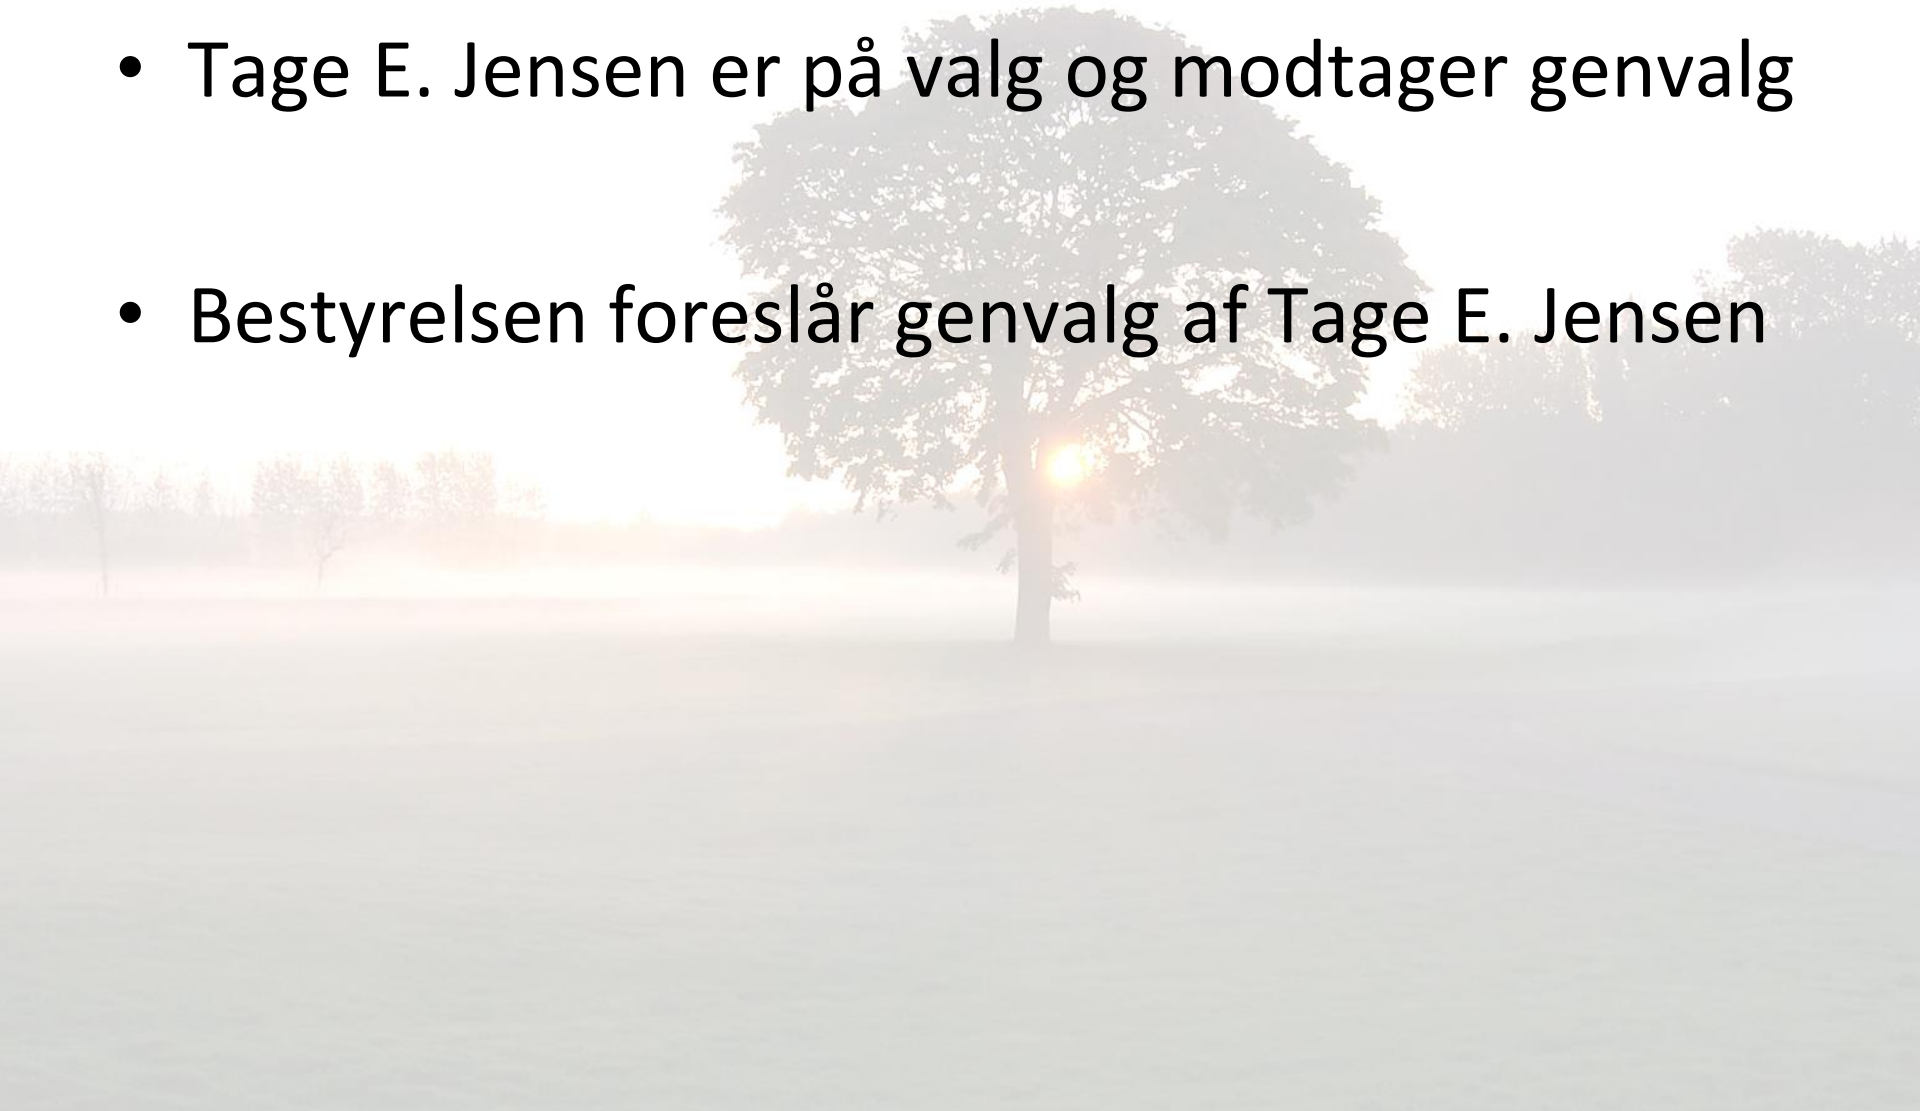 • Tage E. Jensen er på valg og modtager genvalg
• Bestyrelsen foreslår genvalg af Tage E. Jensen